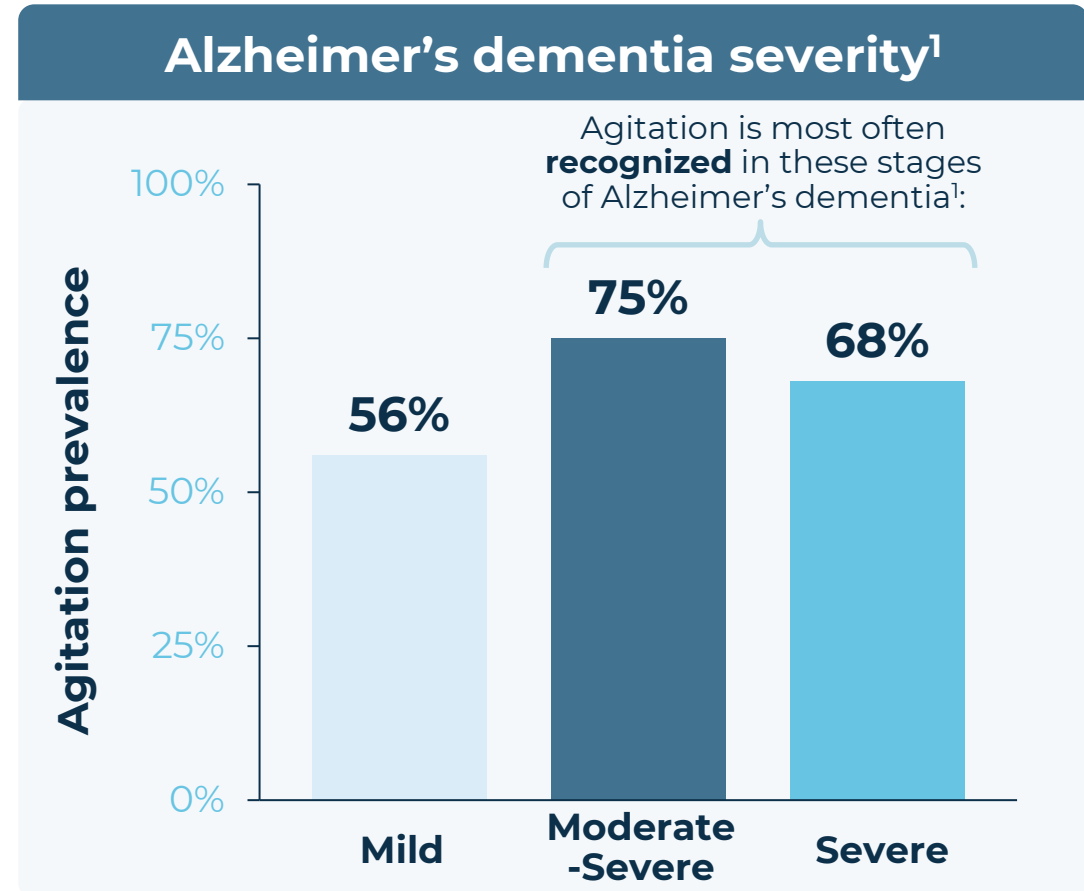 Alzheimer’s dementia severity¹
Agitation is most often
recognized in these stages
of Alzheimer’s dementia¹:
Agitation prevalence
100%
75%
50%
25%
0%
56%
75%
68%
Mild
Moderate
-Severe
Severe